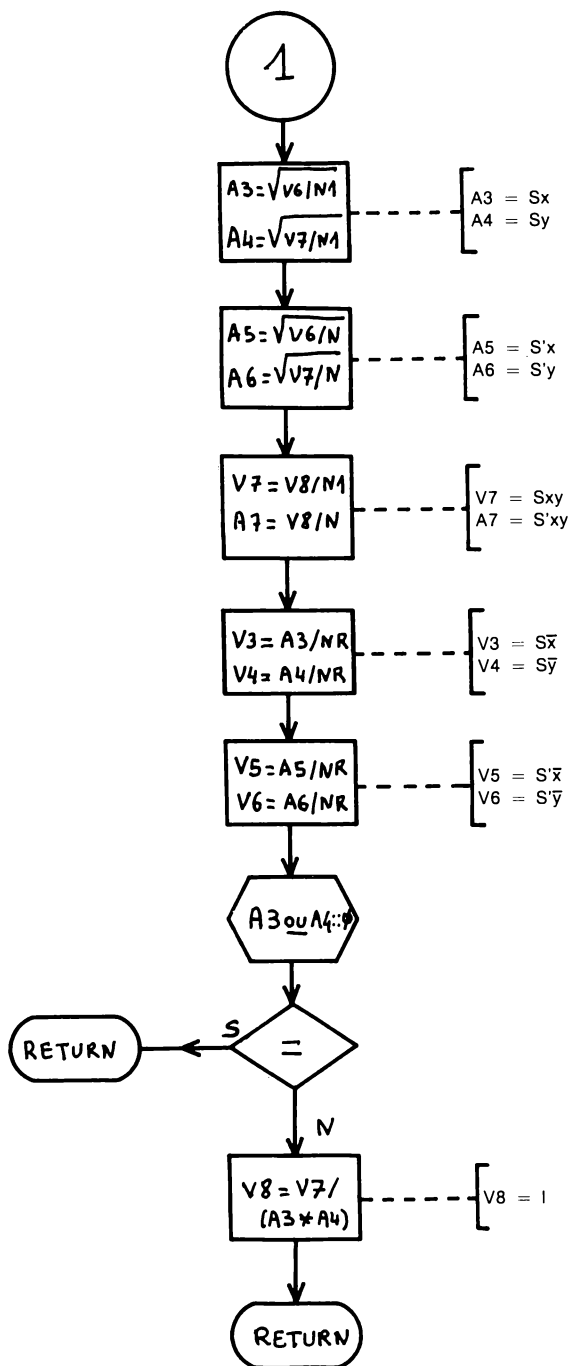 1
A3=√V6/N1
A4=√V7/N1
A3 = Sx
A4 = Sy
A5=√V6/N
A6=√V7/N
A5 = S'x
A6 = S'y
V7=V8/N1
A7=V8/N
V7 = Sxy
A7 = S'xy
V3=A3/NR
V4=A4/NR
V3 = Sx̅
V4 = Sy̅
V5=A5/NR
V6=A6/NR
V5 = S'x̅
V6 = S'y̅
A3 ou A4::φ
S
RETURN
=
N
V8=V7/
(A3*A4)
V8 = I
RETURN